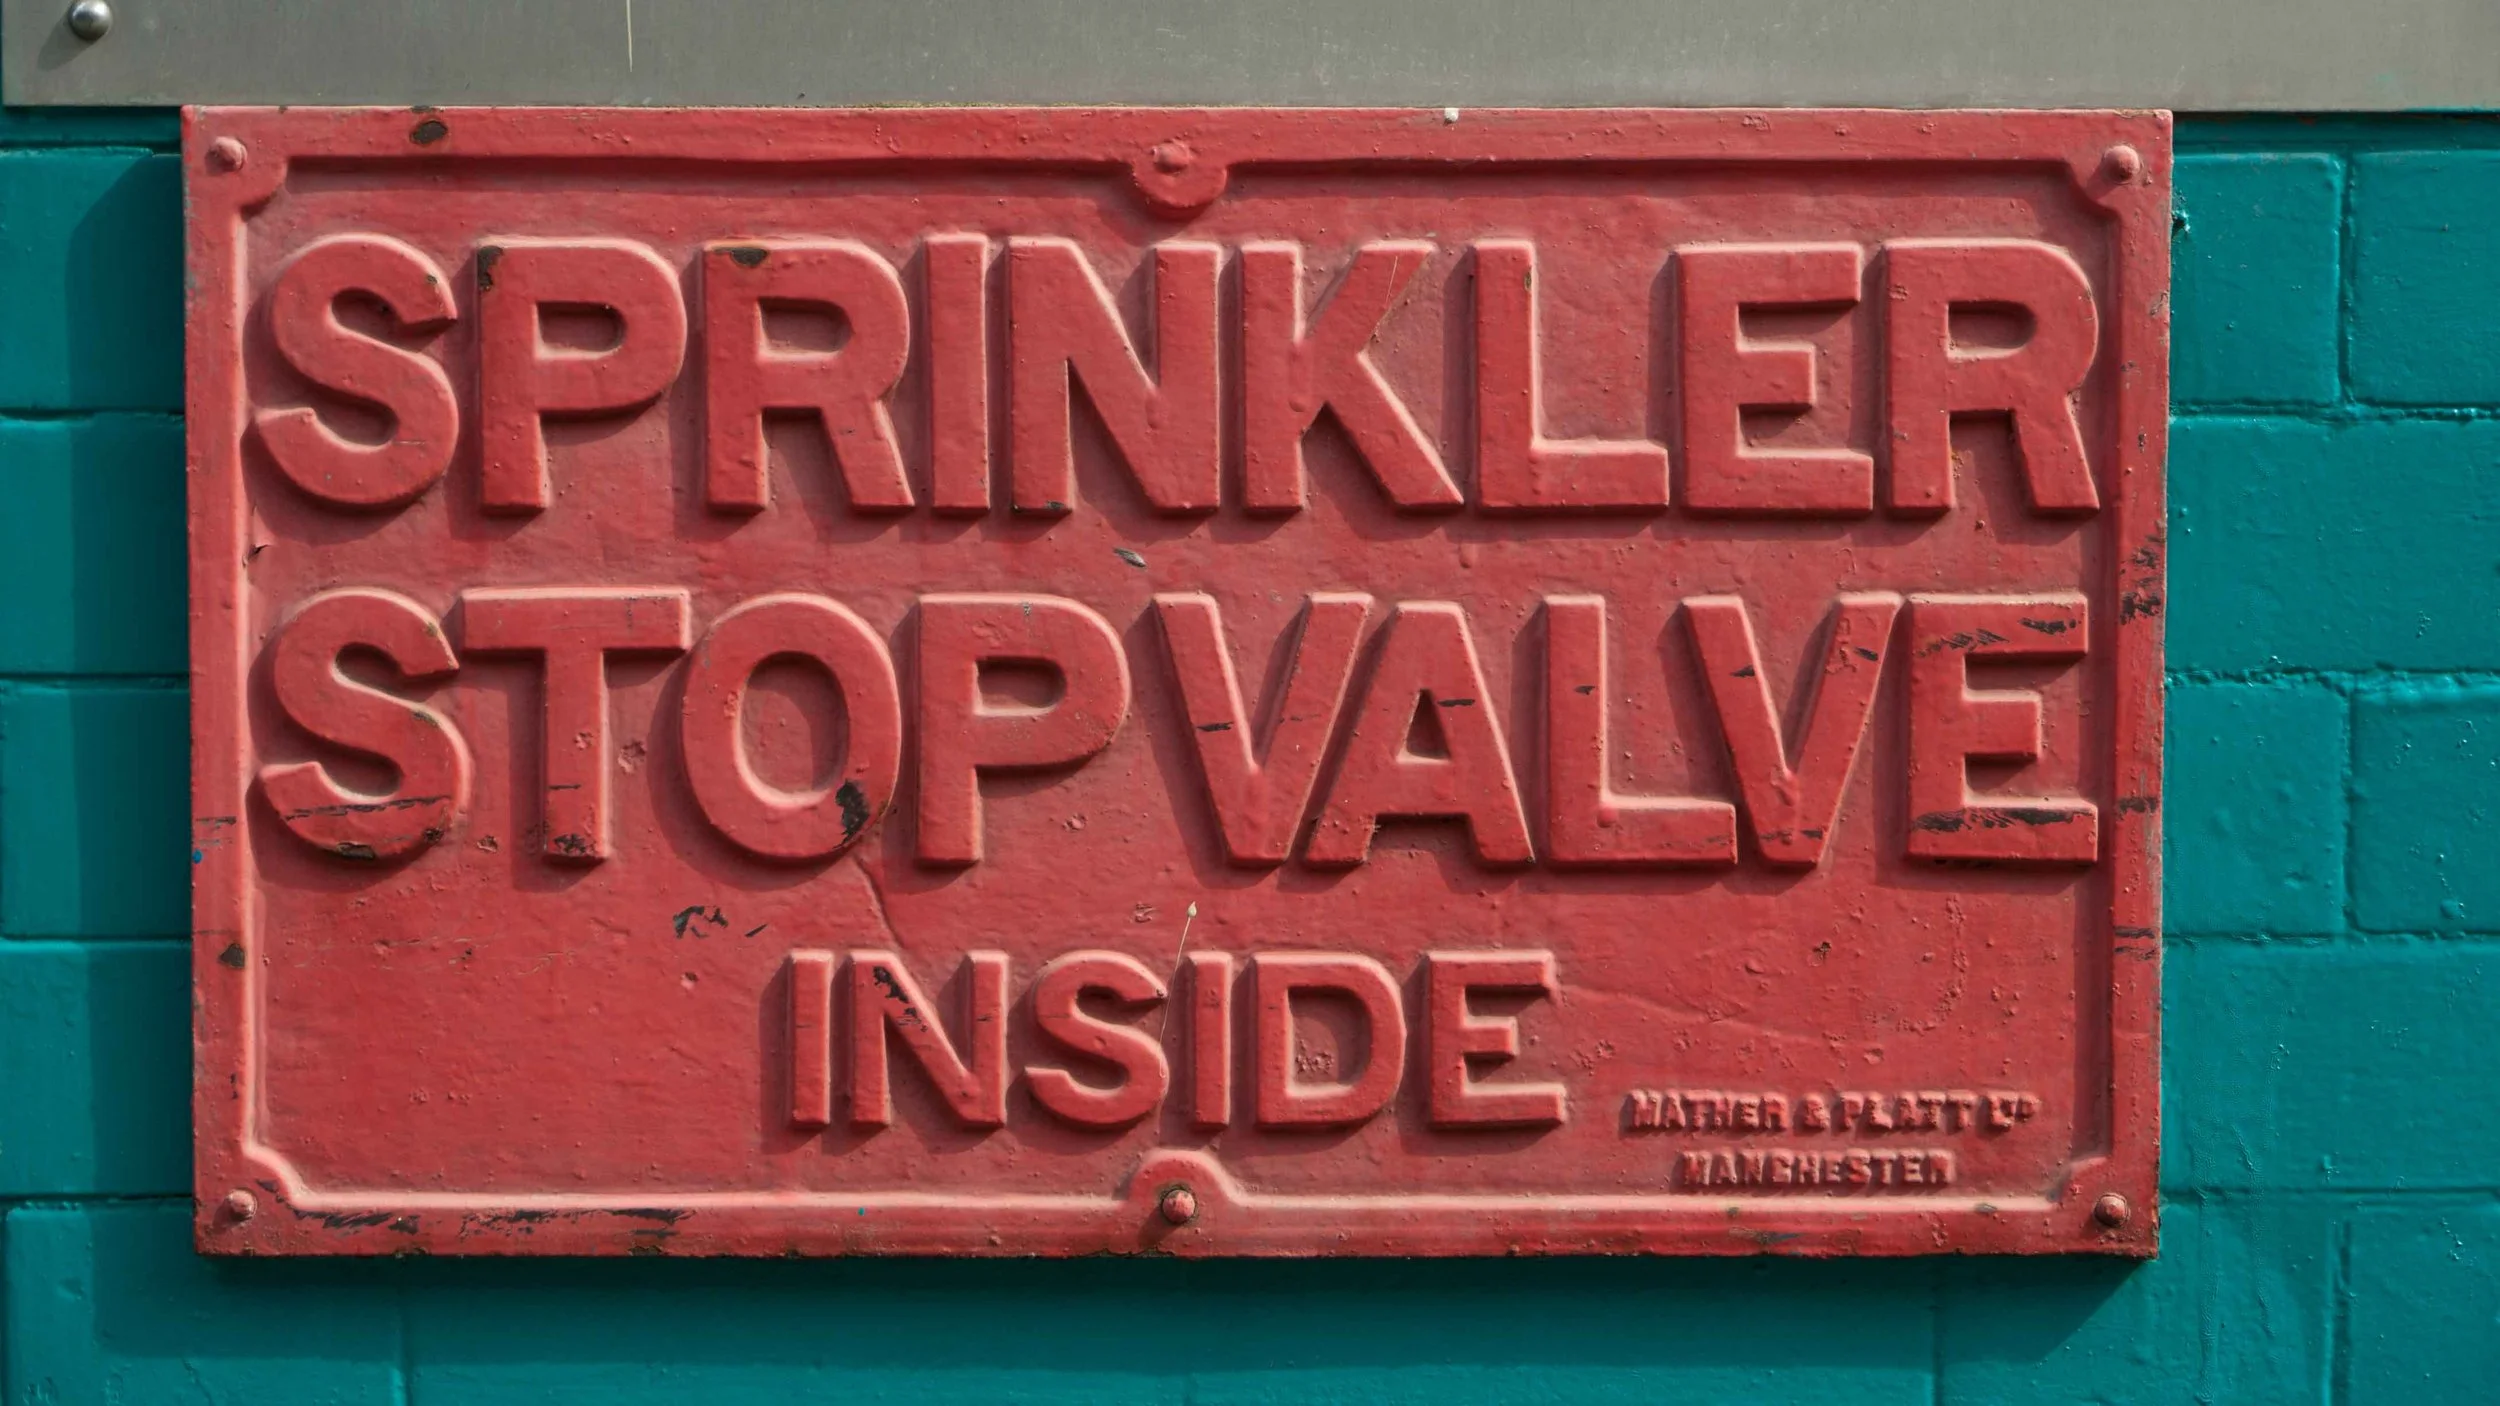 SPRINKLER
STOP VALVE
INSIDE
MATHER & PLATT LTD
MANCHESTER